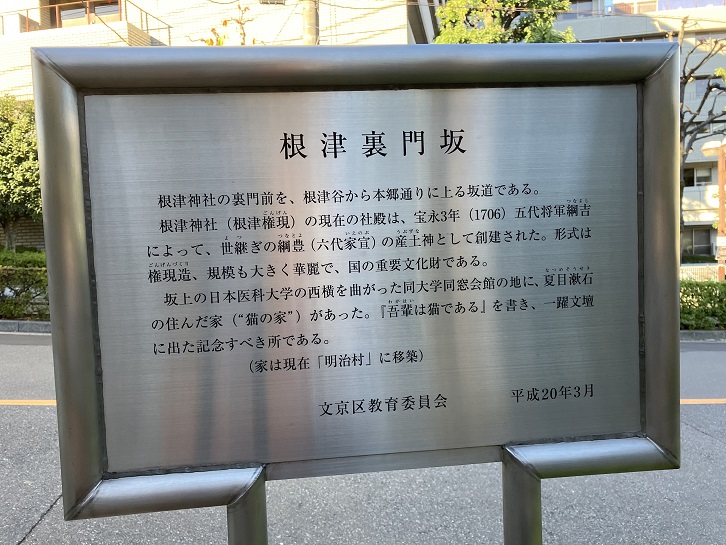 根津裏門坂
根津神社の裏門前を、根津谷から本郷通りに上る坂道である。
根津神社（根津権現）の現在の社殿は、宝永3年（1706）五代将軍綱吉
によって、世継ぎの綱豊（六代家宣）の産土神として創建された。形式は
権現造、規模も大きく華麗で、国の重要文化財である。
坂上の日本医科大学の西横を曲がった同大学同窓会館の地に、夏目漱石
の住んだ家（“猫の家”）があった。『吾輩は猫である』を書き、一躍文壇
に出た記念すべき所である。
（家は現在「明治村」に移築）
文京区教育委員会　平成20年3月